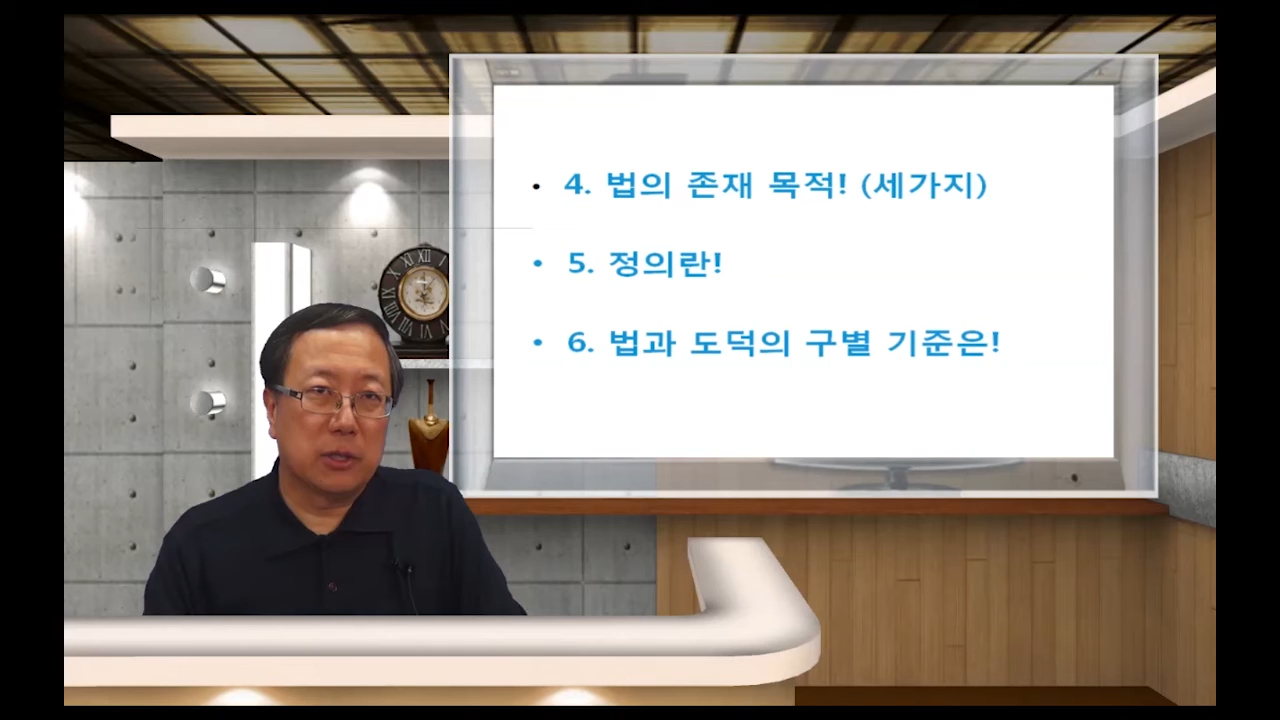 • 4. 법의 존재 목적! (세가지)
• 5. 정의란!
• 6. 법과 도덕의 구별 기준은!